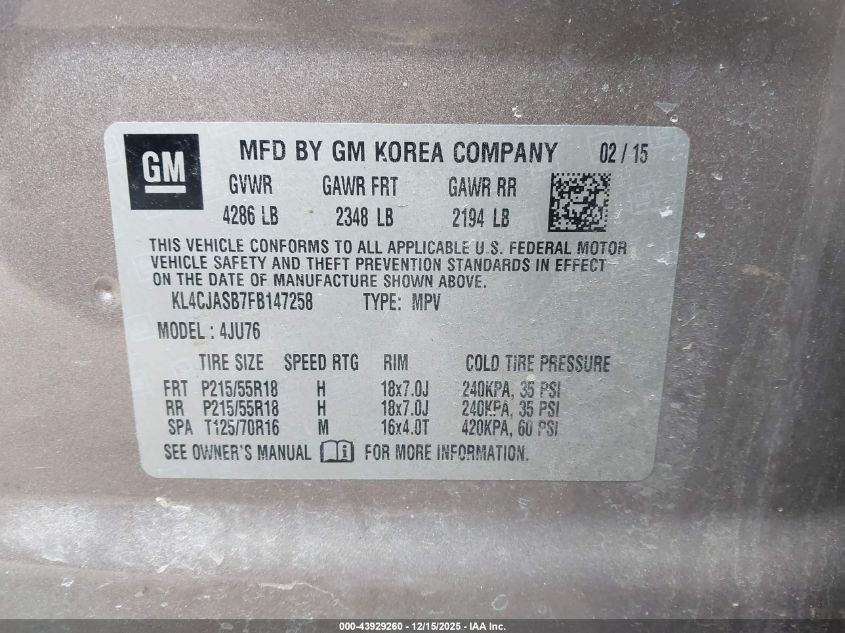 GM
MFD BY GM KOREA COMPANY 02 / 15
GVWR GAWR FRT GAWR RR
4286 LB 2348 LB 2194 LB
THIS VEHICLE CONFORMS TO ALL APPLICABLE U.S. FEDERAL MOTOR
VEHICLE SAFETY AND THEFT PREVENTION STANDARDS IN EFFECT
ON THE DATE OF MANUFACTURE SHOWN ABOVE.
KL4CJASB7FB147258 TYPE: MPV
MODEL : 4JU76
TIRE SIZE SPEED RTG RIM COLD TIRE PRESSURE
FRT P215/55R18 H 18x7.0J 240KPA, 35 PSI
RR P215/55R18 H 18x7.0J 240KPA, 35 PSI
SPA T125/70R16 M 16x4.0T 420KPA, 60 PSI
SEE OWNER'S MANUAL i FOR MORE INFORMATION.
000-43929260 - 12/15/2025 - IAA Inc.